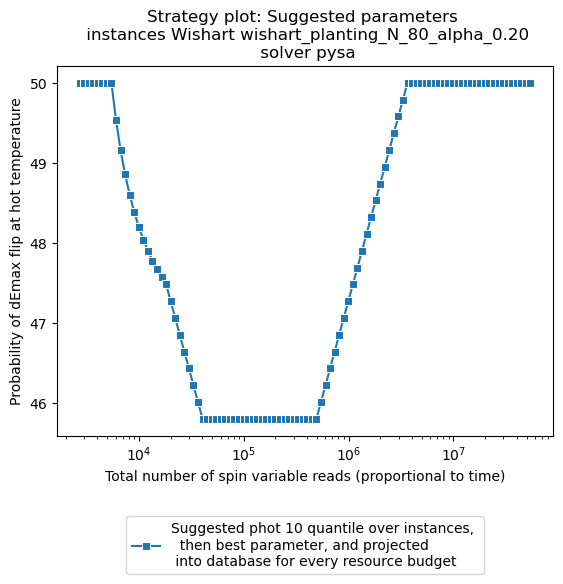 Strategy plot: Suggested parameters
instances Wishart wishart_planting_N_80_alpha_0.20
solver pysa
50
49
48
47
46
Probability of dEmax flip at hot temperature
10^4
10^5
10^6
10^7
Total number of spin variable reads (proportional to time)
Suggested phot 10 quantile over instances,
then best parameter, and projected
into database for every resource budget